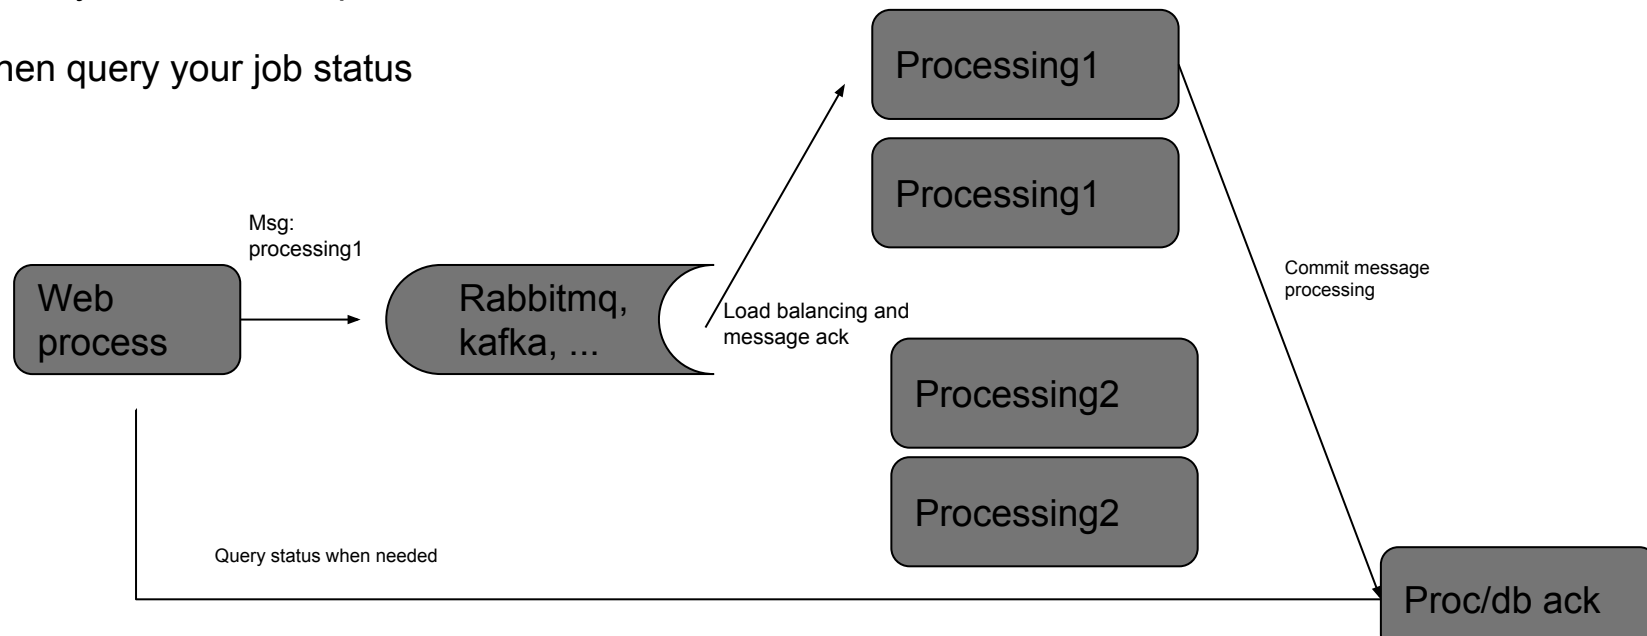 hen query your job status
Processing1
Processing1
Msg:
processing1
Web
process
Rabbitmq,
kafka, ...
Load balancing and
message ack
Commit message
processing
Processing2
Processing2
Query status when needed
Proc/db ack